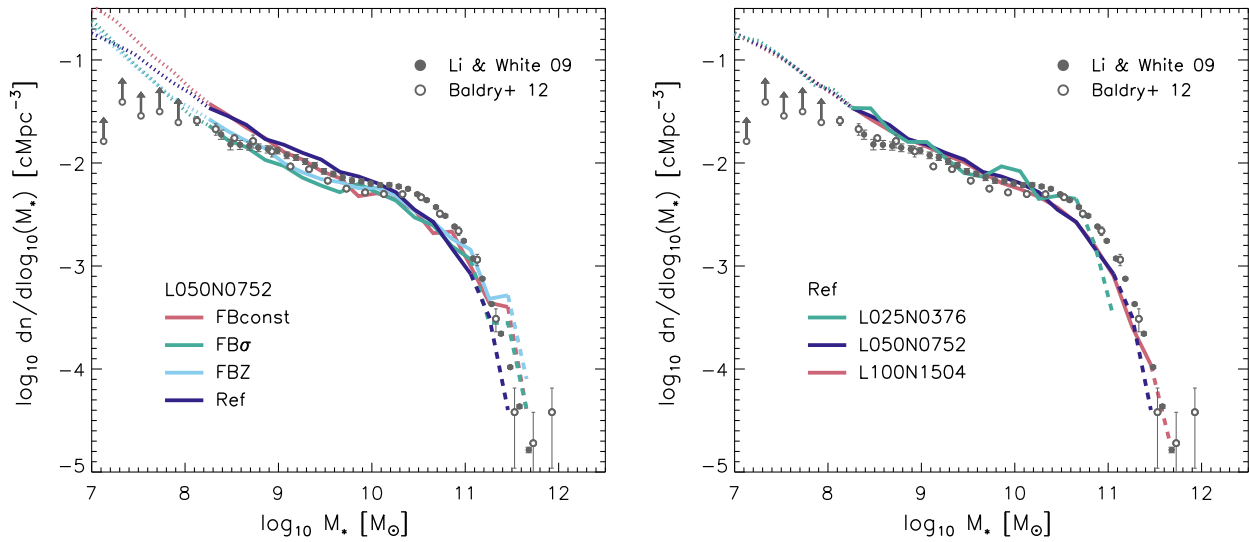 Li & White 09
Baldry+ 12
L050N0752
FBconst
FBσ
FBZ
Ref
-1
-2
-3
-4
-5
7 8 9 10 11 12
log₁₀ M* [M⊙]
log₁₀ dn/dlog₁₀(M*) [cMpc⁻³]
Li & White 09
Baldry+ 12
Ref
L025N0376
L050N0752
L100N1504
-1
-2
-3
-4
-5
7 8 9 10 11 12
log₁₀ M* [M⊙]
log₁₀ dn/dlog₁₀(M*) [cMpc⁻³]